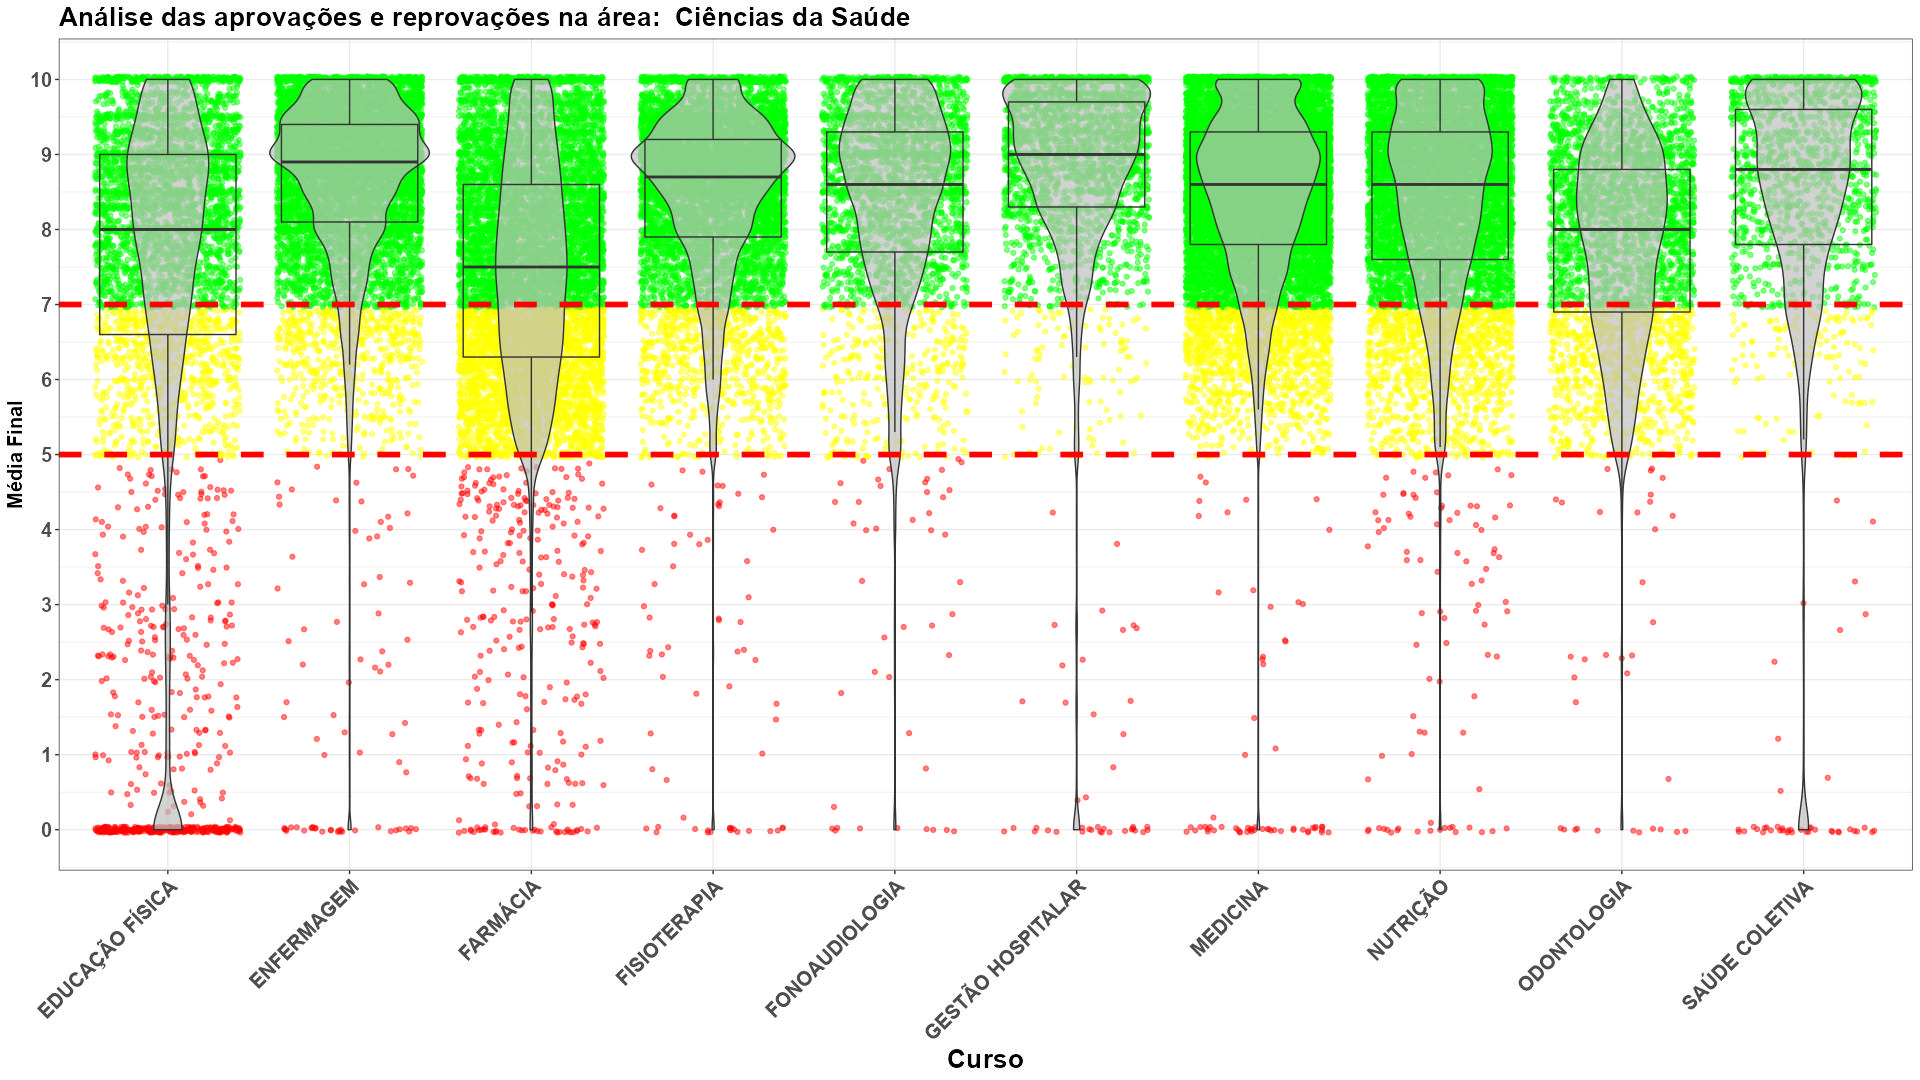 Análise das aprovações e reprovações na área:  Ciências da Saúde
Média Final
10
9
8
7
6
5
4
3
2
1
0
EDUCAÇÃO FÍSICA
ENFERMAGEM
FARMÁCIA
FISIOTERAPIA
FONOAUDIOLOGIA
GESTÃO HOSPITALAR
MEDICINA
NUTRIÇÃO
ODONTOLOGIA
SAÚDE COLETIVA
Curso